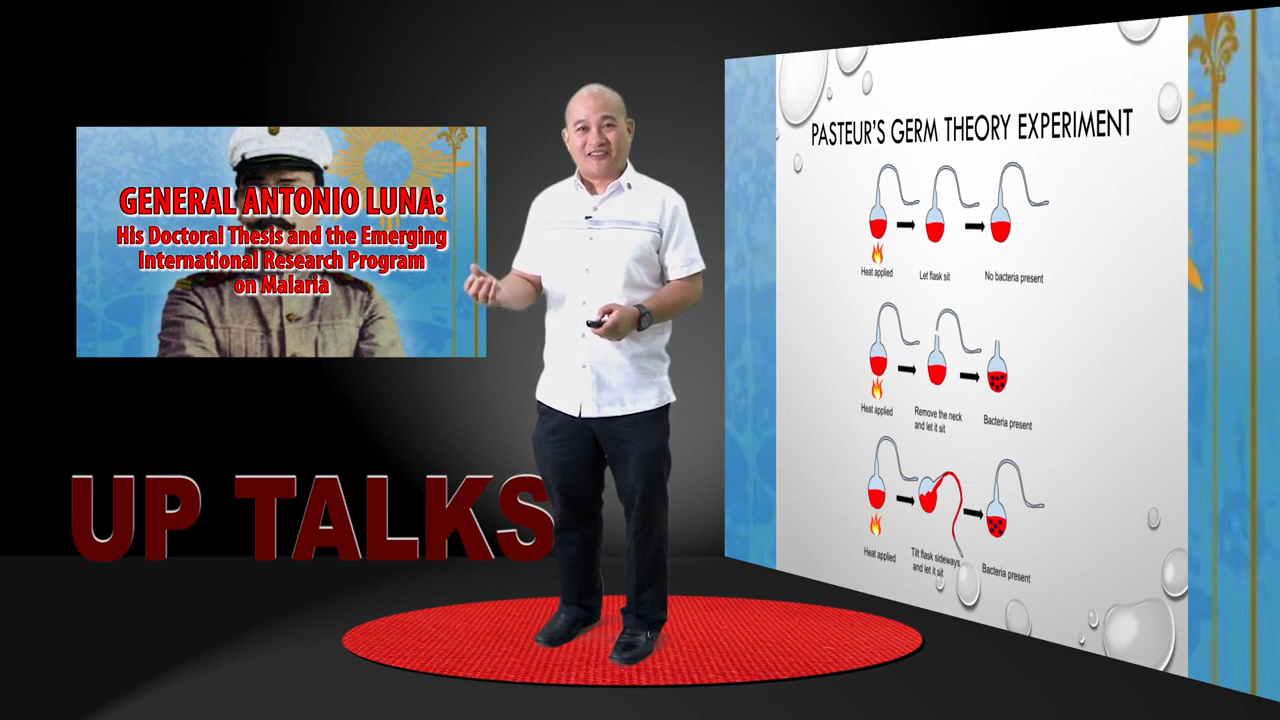 GENERAL ANTONIO LUNA:
His Doctoral Thesis and the Emerging
International Research Program
on Malaria
UP TALKS
PASTEUR'S GERM THEORY EXPERIMENT
Heat applied
Let flask sit
No bacteria present
Heat applied
Remove the neck
and let it sit
Bacteria present
Heat applied
Tilt flask sideways
and let it sit
Bacteria present